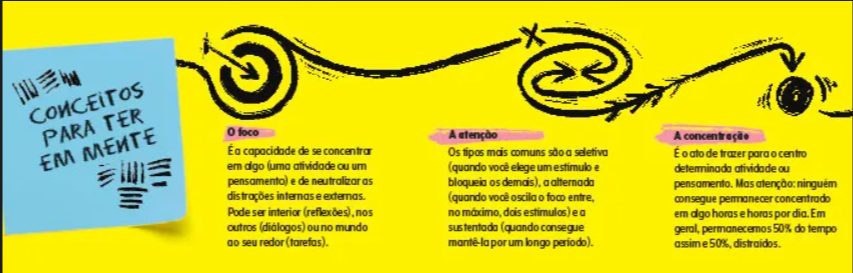 CONCEITOS
PARA TER
EM MENTE
O foco
É a capacidade de se concentrar
em algo (uma atividade ou um
pensamento) e de neutralizar as
distrações internas e externas.
Pode ser interior (reflexões), nos
outros (diálogos) ou no mundo
ao seu redor (tarefas).
A atenção
Os tipos mais comuns são a seletiva
(quando você elege um estímulo e
bloqueia os demais), a alternada
(quando você oscila o foco entre,
no máximo, dois estímulos) e a
sustentada (quando consegue
mantê-la por um longo período).
A concentração
É o ato de trazer para o centro
determinada atividade ou
pensamento. Mas atenção: ninguém
consegue permanecer concentrado
em algo horas e horas por dia. Em
geral, permanecemos 50% do tempo
assim e 50%, distraídos.